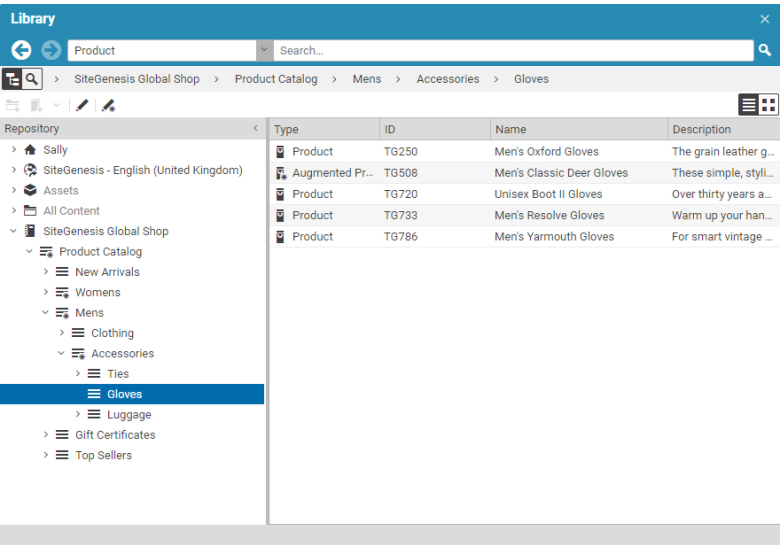 Library
Product Search...
SiteGenesis Global Shop > Product Catalog > Mens > Accessories > Gloves
Repository
Type ID Name Description
Sally
SiteGenesis - English (United Kingdom)
Assets
All Content
SiteGenesis Global Shop
Product Catalog
New Arrivals
Womens
Mens
Clothing
Accessories
Ties
Gloves
Luggage
Gift Certificates
Top Sellers
Product TG250 Men's Oxford Gloves The grain leather g...
Augmented Pr... TG508 Men's Classic Deer Gloves These simple, styli...
Product TG720 Unisex Boot II Gloves Over thirty years a...
Product TG733 Men's Resolve Gloves Warm up your han...
Product TG786 Men's Yarmouth Gloves For smart vintage ...